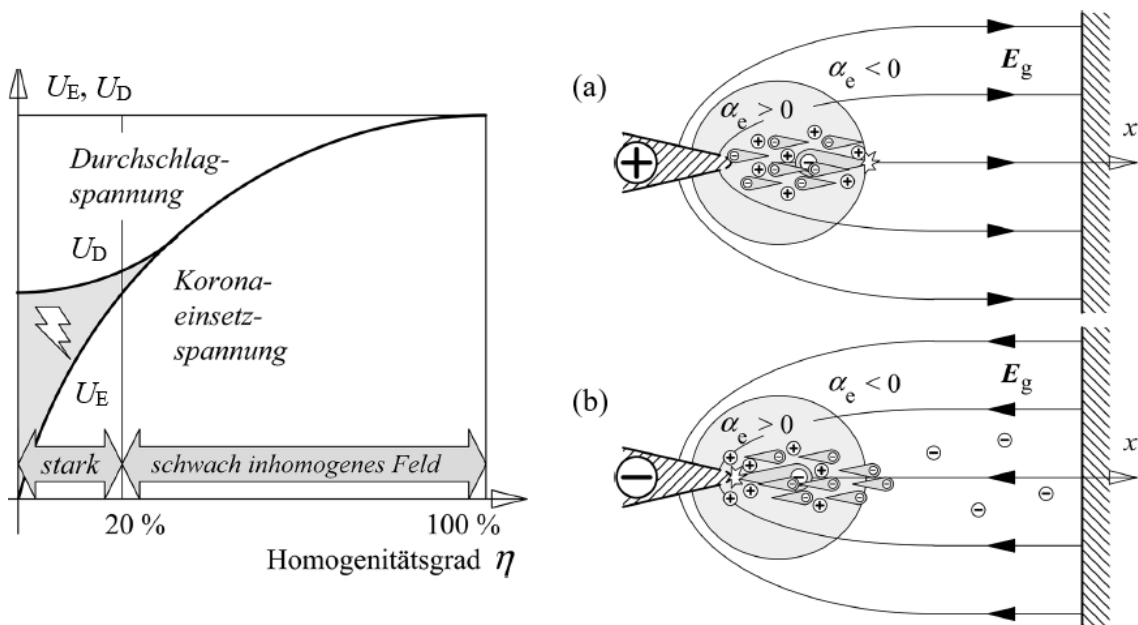 U_E, U_D
Durchschlag-
spannung
U_D
Korona-
einsetz-
spannung
U_E
stark
schwach inhomogenes Feld
20 %
100 %
Homogenitätsgrad η
(a)
α_e < 0
E_g
α_e > 0
x
+
(b)
α_e < 0
E_g
α_e > 0
x
−